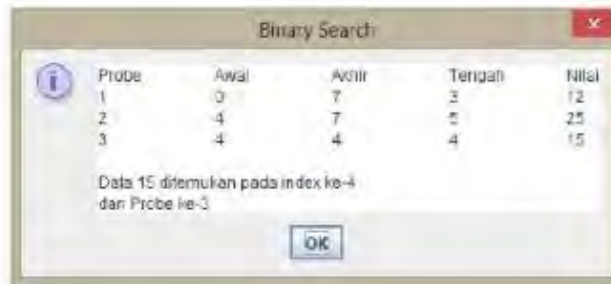 Binary Search
Probe Awal Akhir Tengah Nilai
1 0 7 3 12
2 4 7 5 25
3 4 4 4 15
Data 15 ditemukan pada index ke-4
dan Probe ke-3
OK